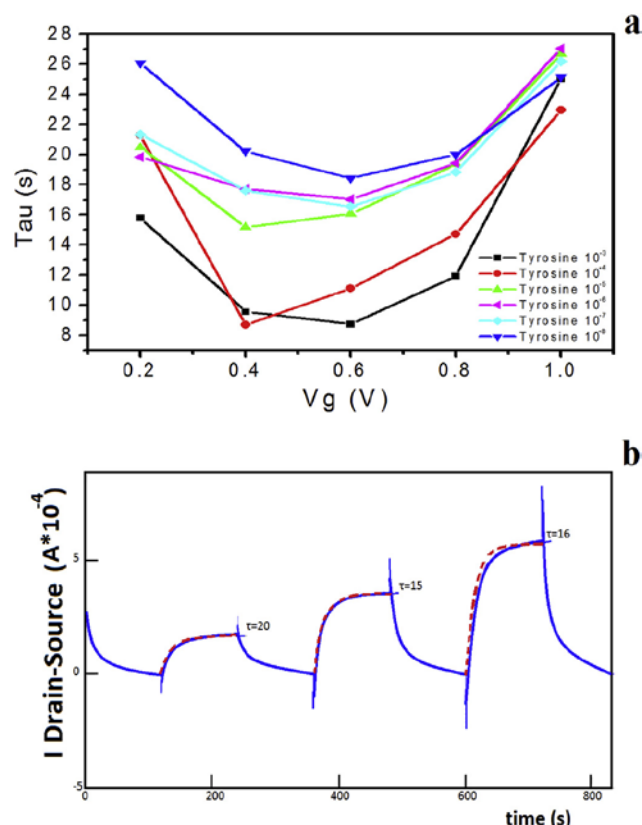 a
28
26
24
22
20
18
16
14
12
10
8
Tau (s)
Tyrosine 10⁻³
Tyrosine 10⁻⁴
Tyrosine 10⁻⁵
Tyrosine 10⁻⁶
Tyrosine 10⁻⁷
Tyrosine 10⁻⁸
0.2 0.4 0.6 0.8 1.0
Vg (V)
b
I Drain-Source (A*10⁻⁴)
5
0
-5
τ=20
τ=15
τ=16
0 200 400 600 800
time (s)